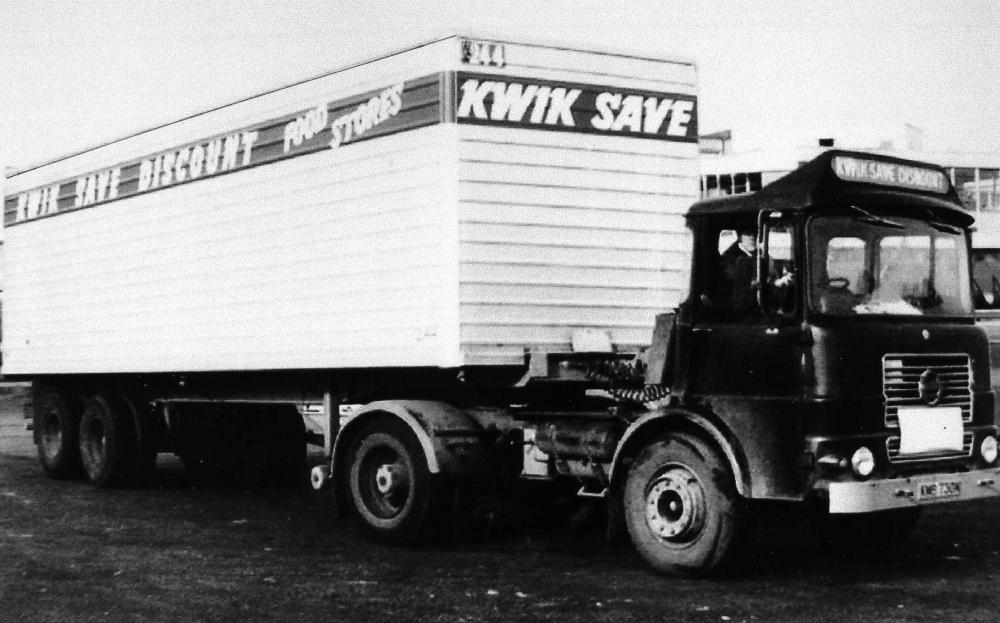 244
KWIK SAVE
KWIK SAVE DISCOUNT FOOD STORES
KWIK SAVE DISCOUNT